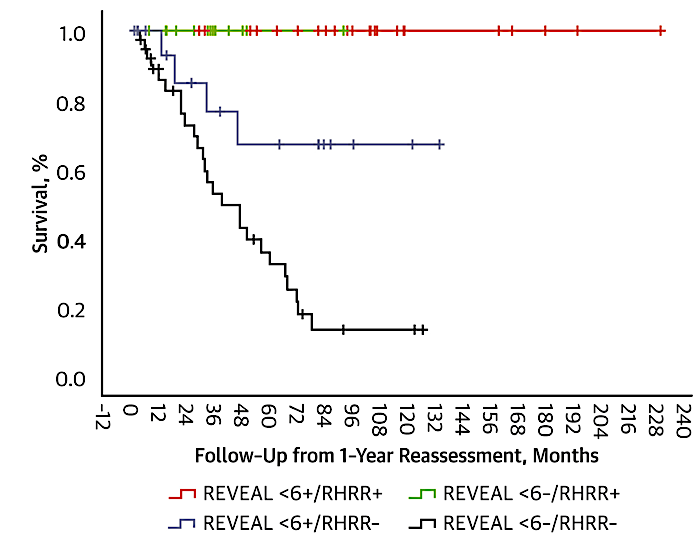 1.0
0.8
0.6
0.4
0.2
0.0
Survival, %
-12 0 12 24 36 48 60 72 84 96 108 120 132 144 156 168 180 192 204 216 228 240
Follow-Up from 1-Year Reassessment, Months
REVEAL <6+/RHRR+ REVEAL <6-/RHRR+
REVEAL <6+/RHRR- REVEAL <6-/RHRR-